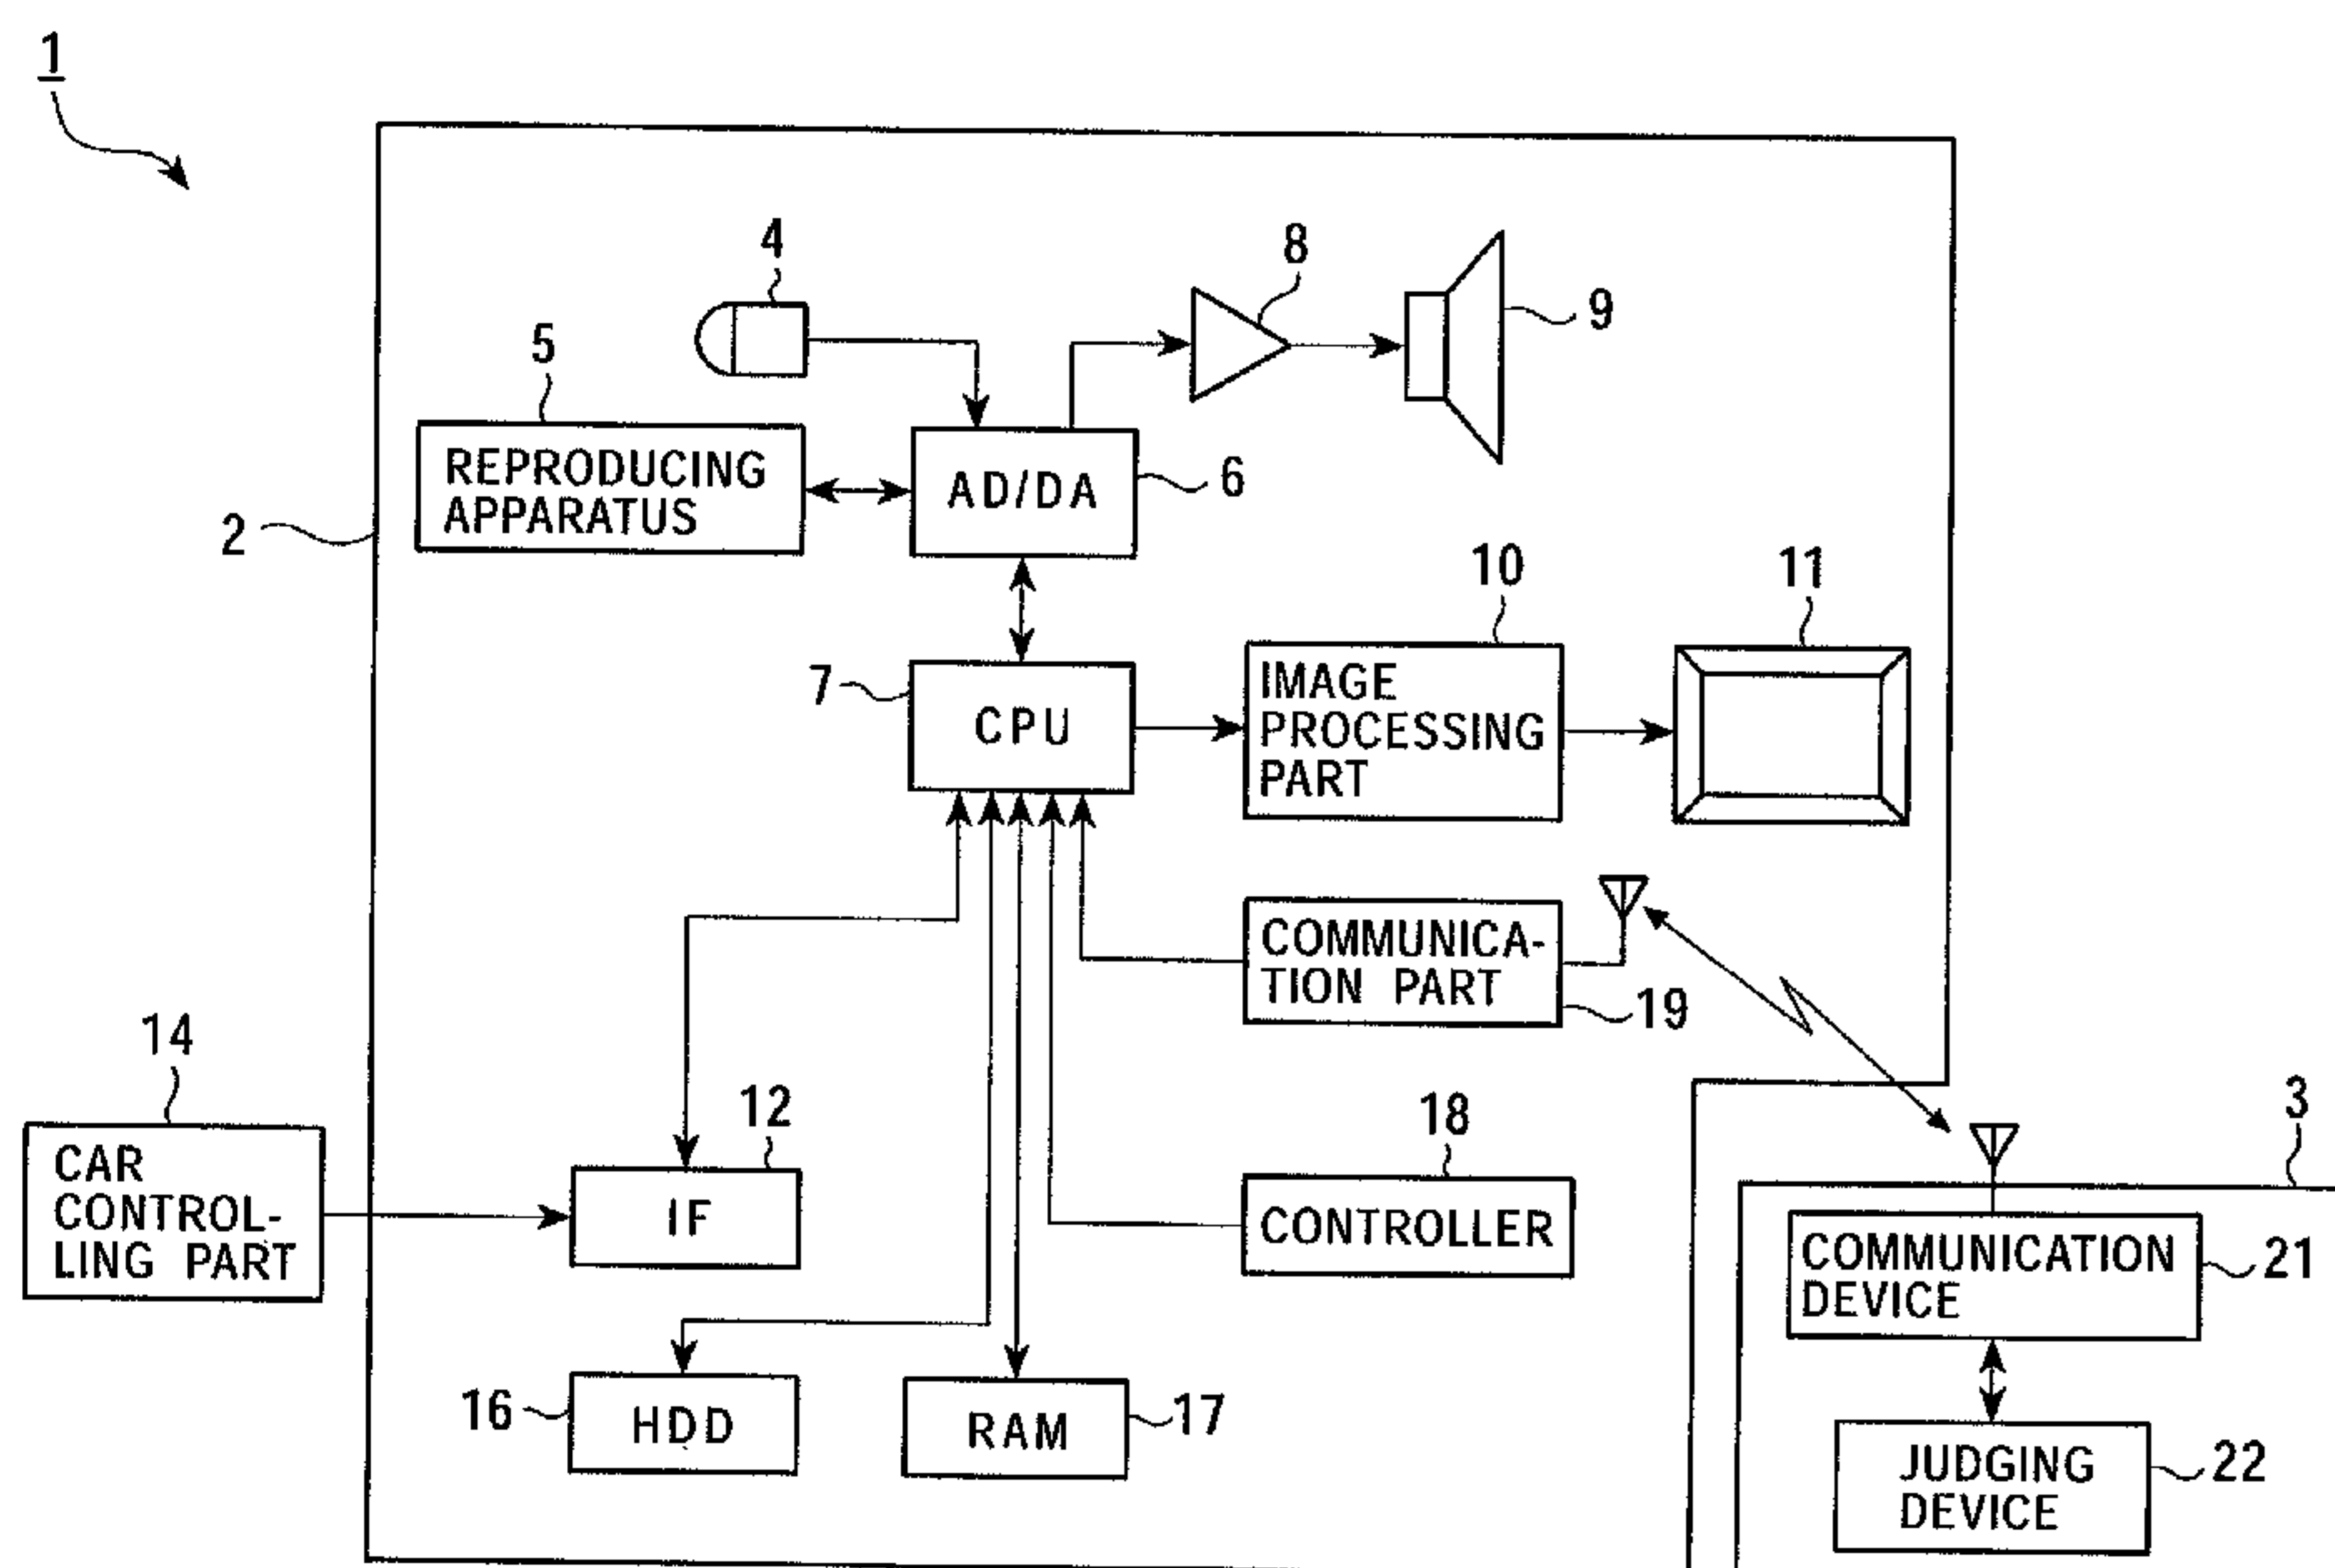 1
4
8
9
5
REPRODUCING
APPARATUS
AD/DA
6
2
10
11
7
CPU
IMAGE
PROCESSING
PART
COMMUNICA-
TION PART
19
14
12
18
3
CAR
CONTROL-
LING PART
IF
CONTROLLER
COMMUNICATION
DEVICE
21
16
HDD
RAM
17
JUDGING
DEVICE
22